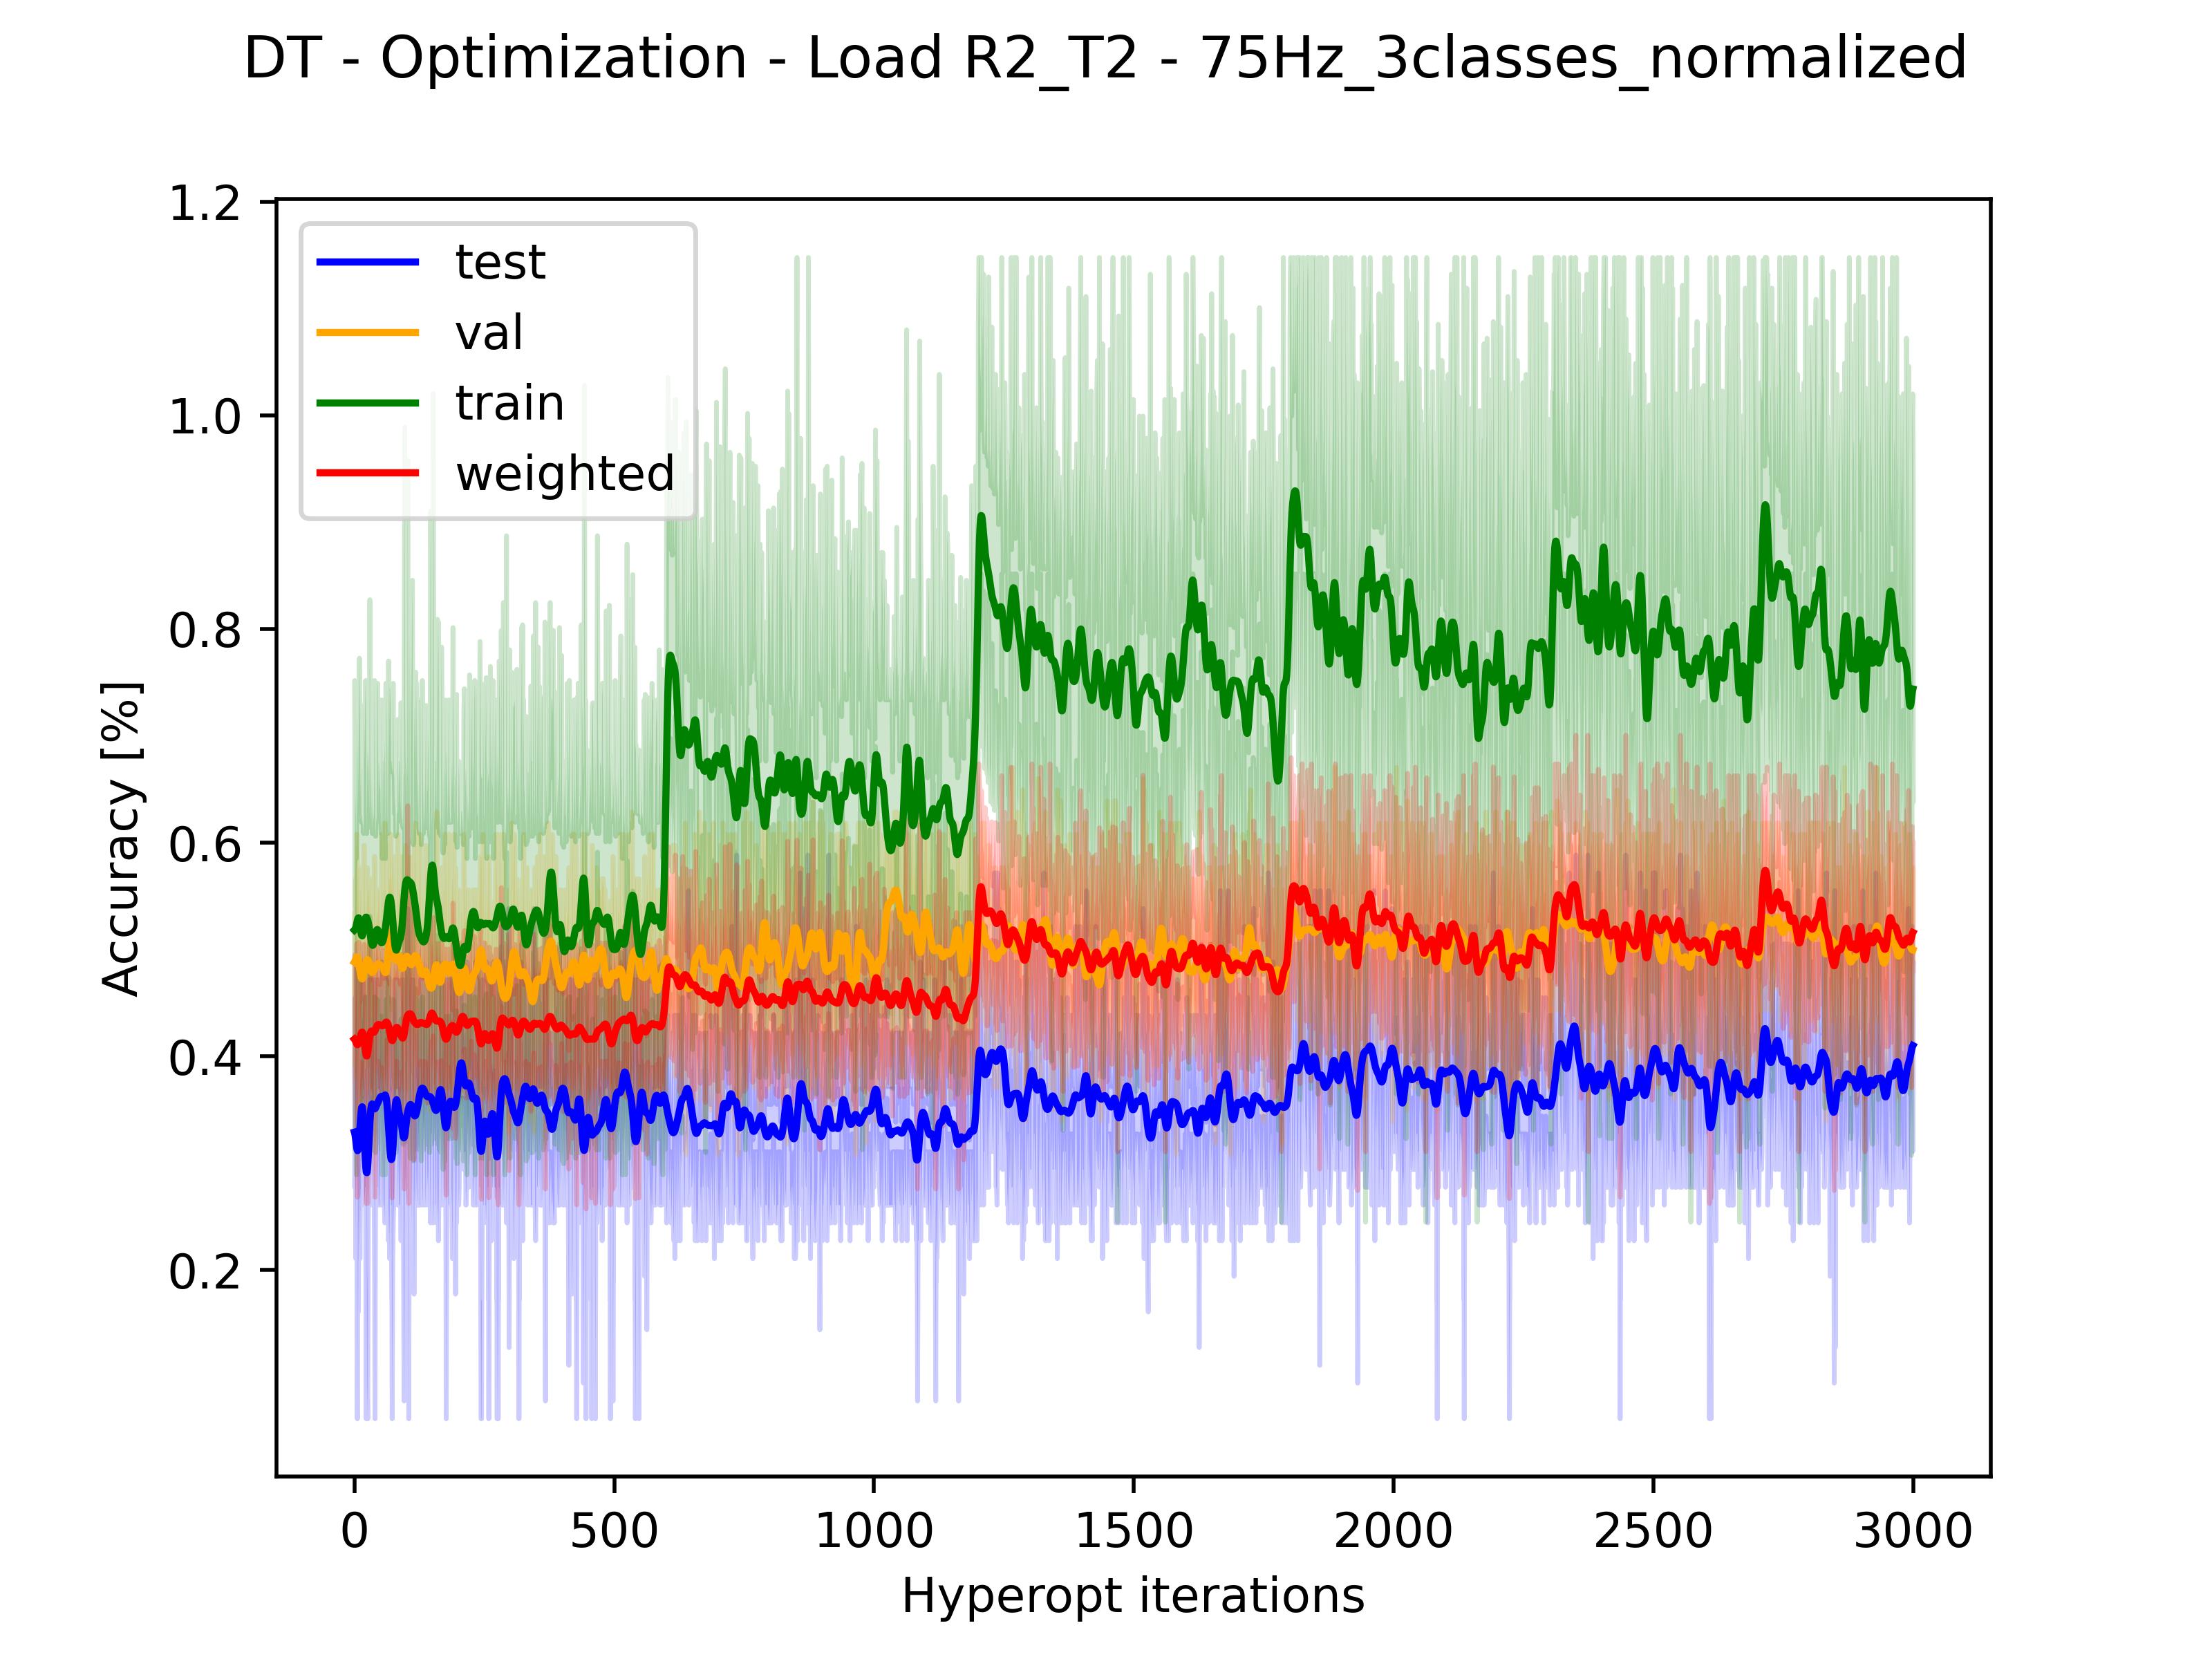 DT - Optimization - Load R2_T2 - 75Hz_3classes_normalized
1.2
1.0
0.8
0.6
0.4
0.2
Accuracy [%]
test
val
train
weighted
0 500 1000 1500 2000 2500 3000
Hyperopt iterations